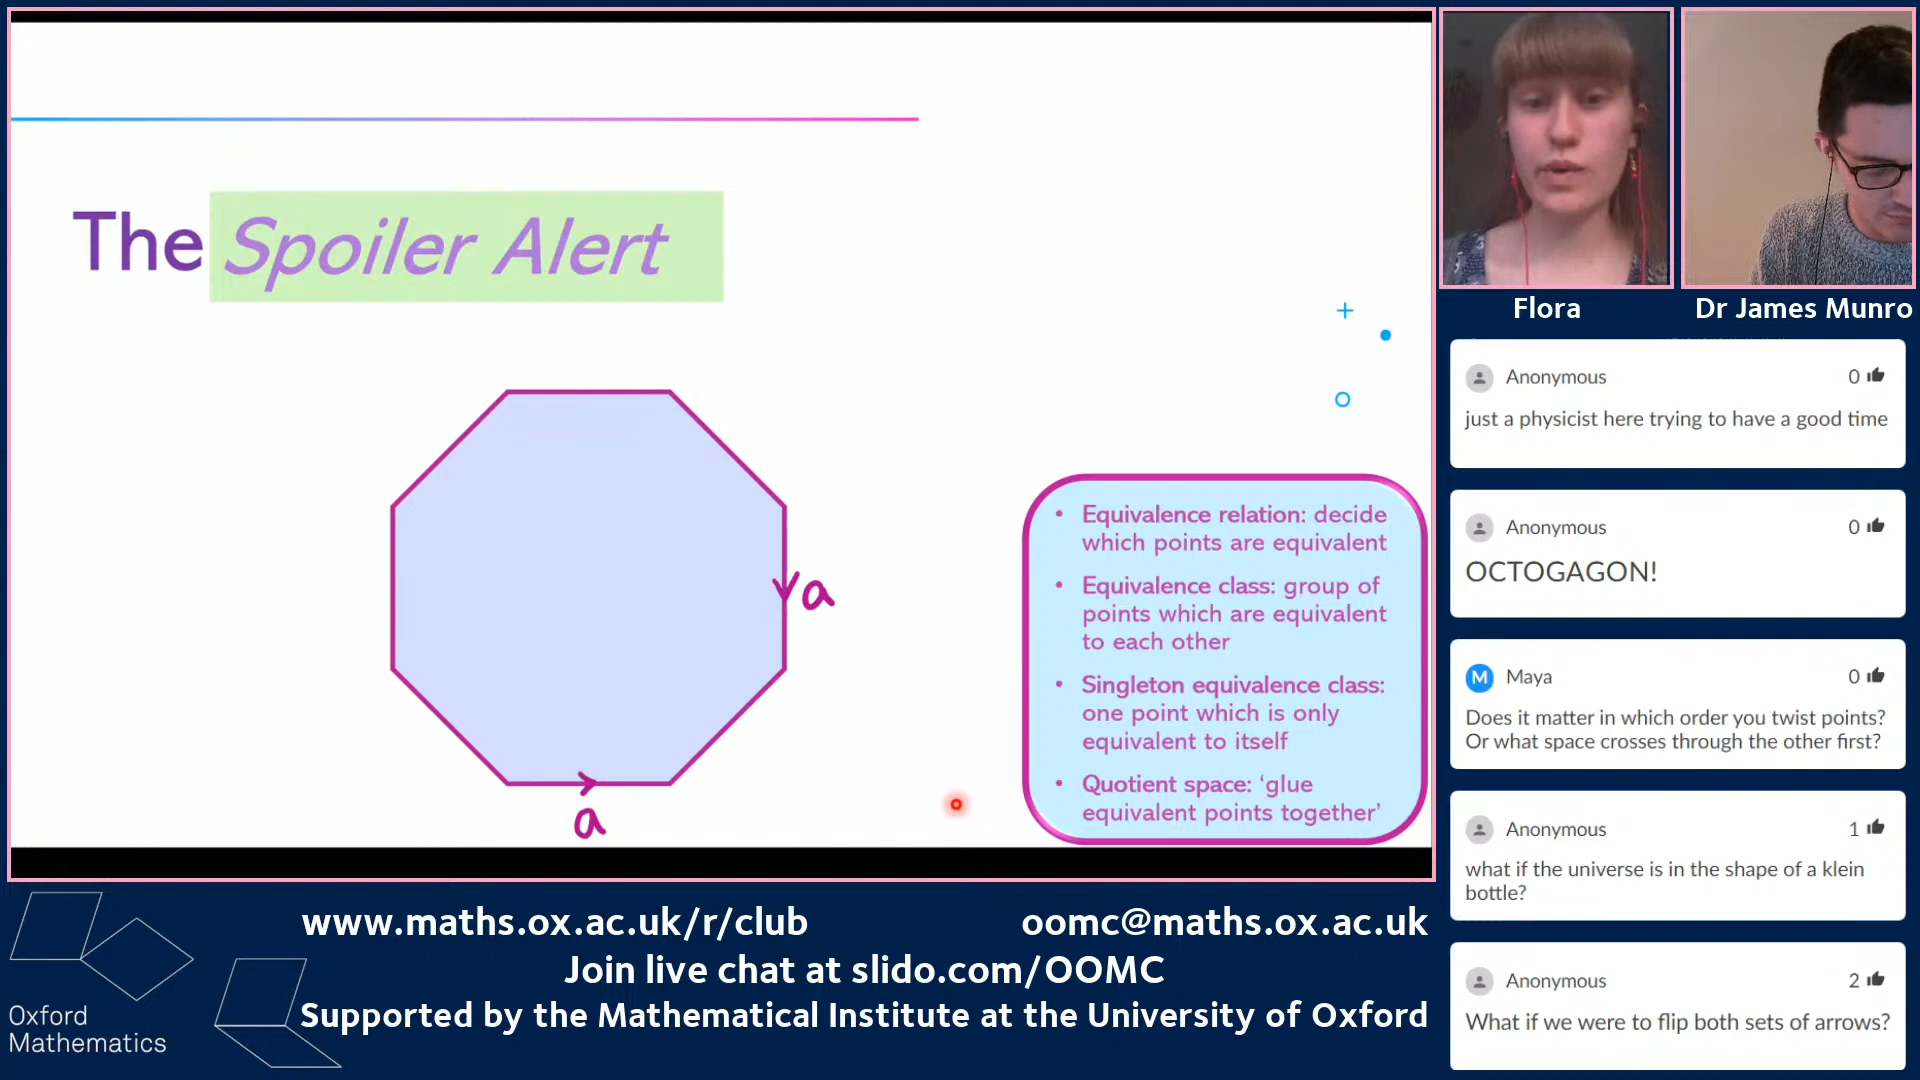 The Spoiler Alert
a
a
• Equivalence relation: decide
which points are equivalent
• Equivalence class: group of
points which are equivalent
to each other
• Singleton equivalence class:
one point which is only
equivalent to itself
• Quotient space: ‘glue
equivalent points together’
Flora
Dr James Munro
Anonymous 0
just a physicist here trying to have a good time
Anonymous 0
OCTOGAGON!
M Maya 0
Does it matter in which order you twist points?
Or what space crosses through the other first?
Anonymous 1
what if the universe is in the shape of a klein
bottle?
Anonymous 2
What if we were to flip both sets of arrows?
www.maths.ox.ac.uk/r/club oomc@maths.ox.ac.uk
Join live chat at slido.com/OOMC
Supported by the Mathematical Institute at the University of Oxford
Oxford
Mathematics